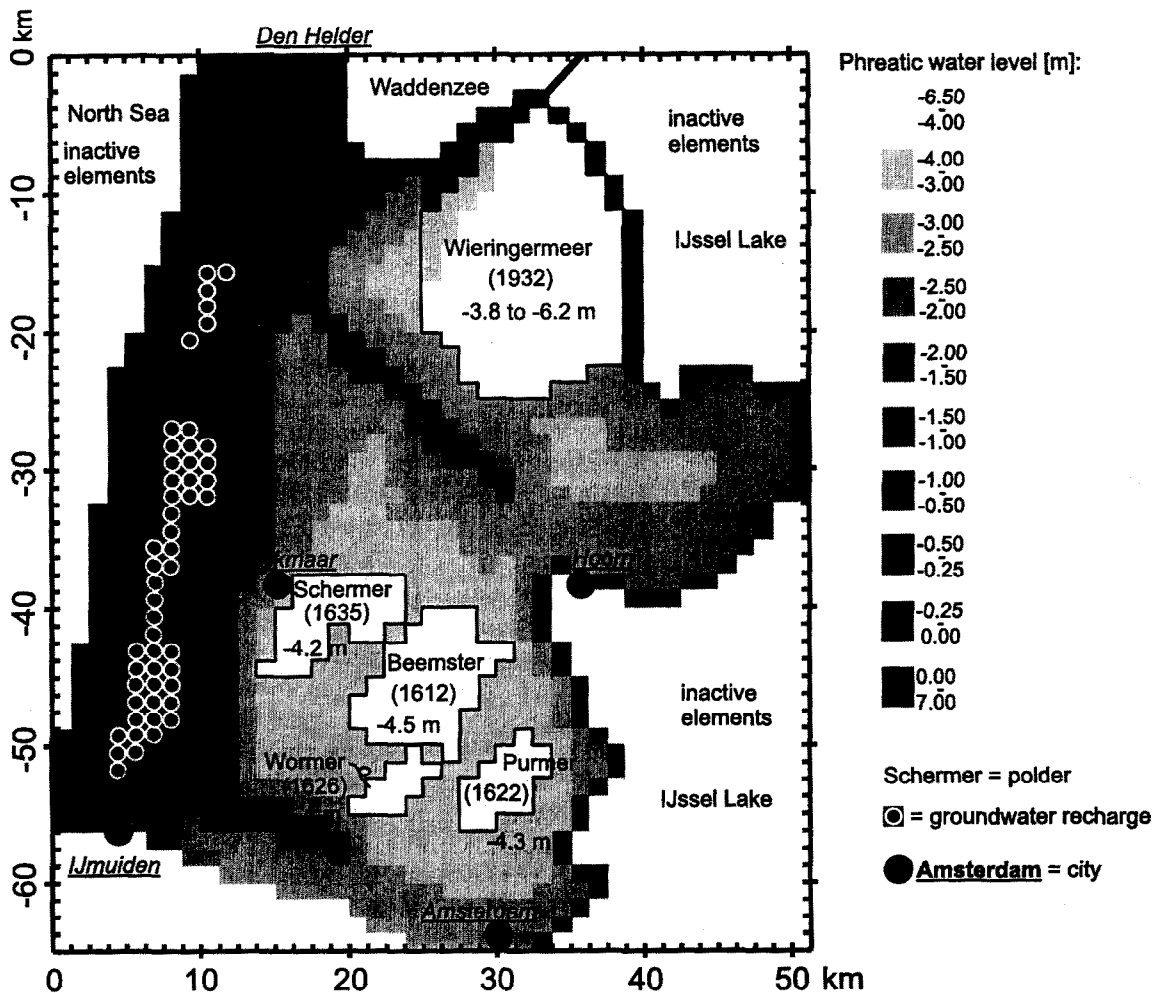 0 km
-10
-20
-30
-40
-50
-60
0
10
20
30
40
50 km
Den Helder
North Sea
inactive
elements
Waddenzee
inactive
elements
IJssel Lake
Wieringermeer
(1932)
-3.8 to -6.2 m
kmaar
Hoorn
Schermer
(1635)
-4.2 m
Beemster
(1612)
-4.5 m
Wormer
(1626)
Purmer
(1622)
-4.3 m
inactive
elements
IJssel Lake
IJmuiden
Amsterdam
Phreatic water level [m]:
-6.50
-
-4.00
-4.00
-
-3.00
-3.00
-
-2.50
-2.50
-
-2.00
-2.00
-
-1.50
-1.50
-
-1.00
-1.00
-
-0.50
-0.50
-
-0.25
-0.25
-
0.00
0.00
-
7.00
Schermer = polder
= groundwater recharge
Amsterdam = city